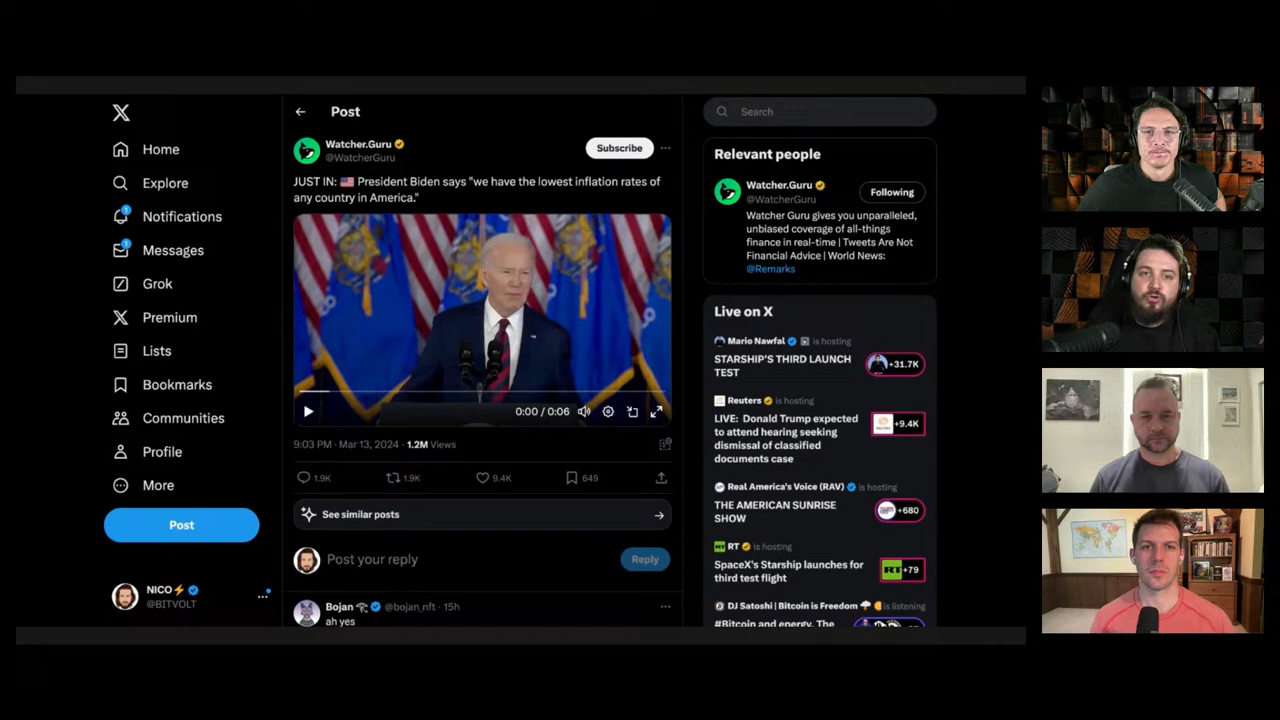 Home
Explore
1
Notifications
1
Messages
Grok
Premium
Lists
Bookmarks
Communities
Profile
More
Post
NICO⚡
@BITVOLT
Post
Watcher.Guru
@WatcherGuru
Subscribe
JUST IN: 🇺🇸 President Biden says "we have the lowest inflation rates of
any country in America."
0:00 / 0:06
9:03 PM · Mar 13, 2024 · 1.2M Views
1.9K 1.9K 9.4K 649
See similar posts
Post your reply
Reply
Bojan @bojan_nft · 15h
ah yes
Search
Relevant people
Watcher.Guru
@WatcherGuru
Following
Watcher Guru gives you unparalleled,
unbiased coverage of all-things
finance in real-time | Tweets Are Not
Financial Advice | World News:
@Remarks
Live on X
Mario Nawfal is hosting
STARSHIP'S THIRD LAUNCH
TEST
+31.7K
Reuters is hosting
LIVE: Donald Trump expected
to attend hearing seeking
dismissal of classified
documents case
+9.4K
Real America's Voice (RAV) is hosting
THE AMERICAN SUNRISE
SHOW
+680
RT is hosting
SpaceX's Starship launches for
third test flight
RT +79
DJ Satoshi | Bitcoin is Freedom is listening
#Bitcoin and energy. The